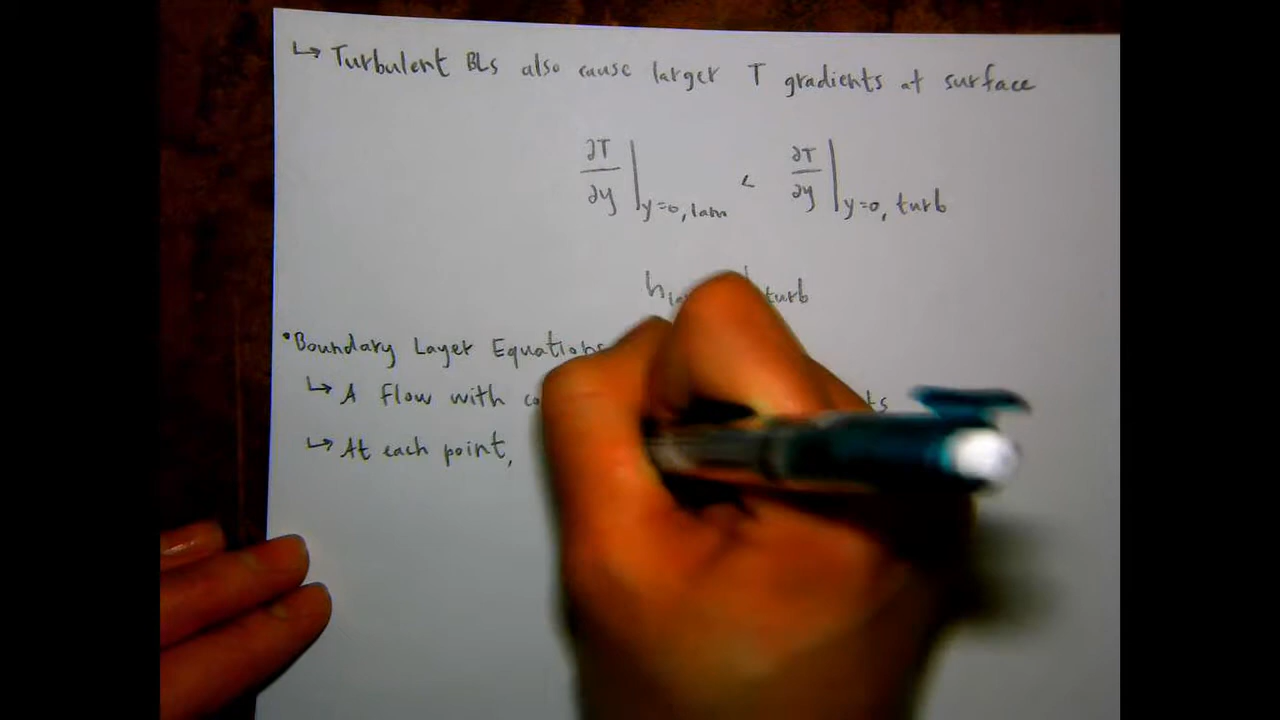 ↳ Turbulent BLs also cause larger T gradients at surface
∂T/∂y |y=0, lam < ∂T/∂y |y=0, turb
h turb
• Boundary Layer Equations
↳ A flow with
↳ At each point,